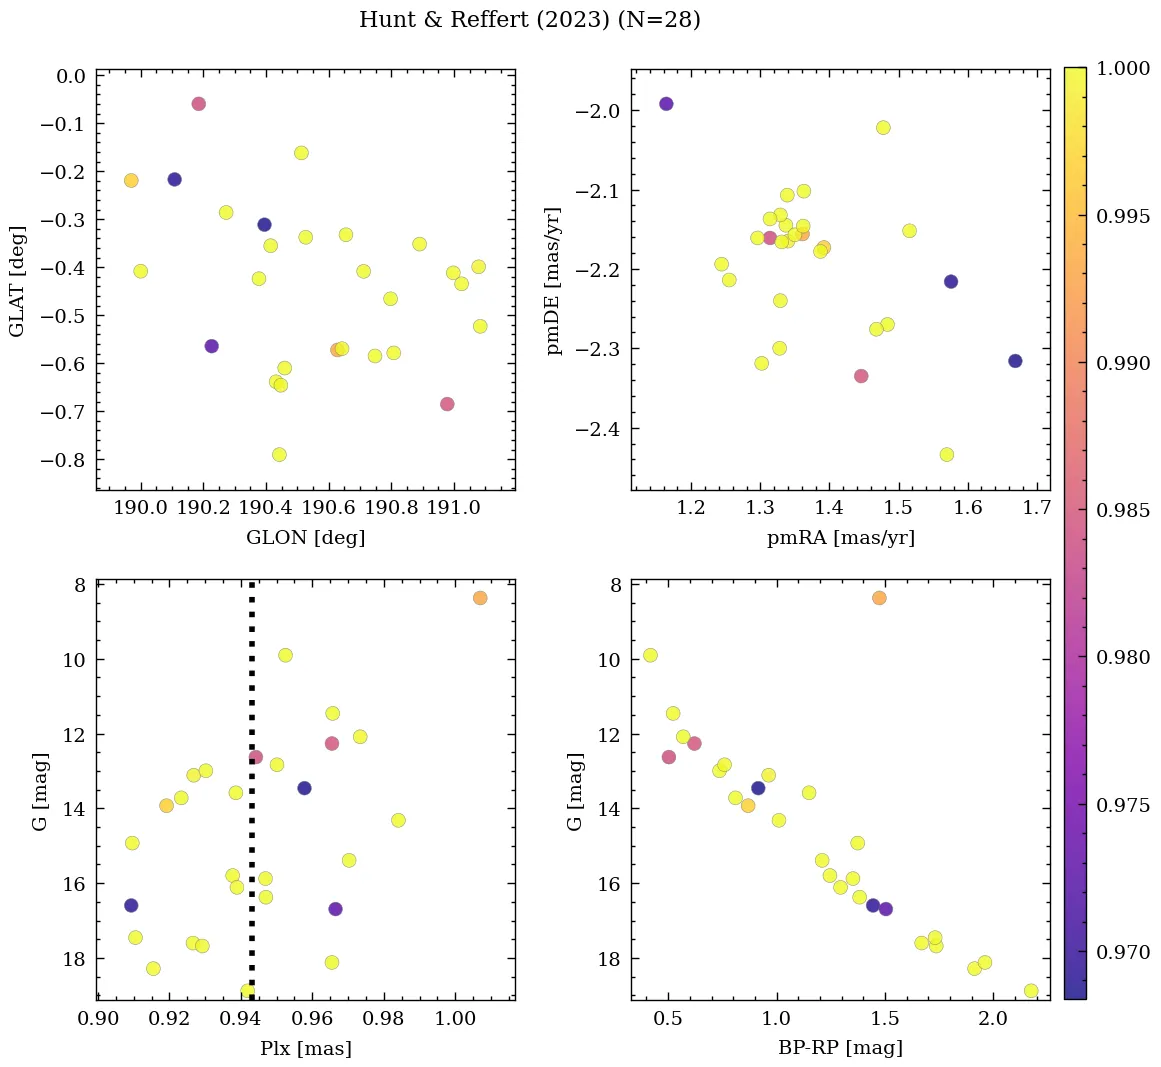 Hunt & Reffert (2023) (N=28)
0.0
−0.1
−0.2
−0.3
−0.4
−0.5
−0.6
−0.7
−0.8
GLAT [deg]
190.0 190.2 190.4 190.6 190.8 191.0
GLON [deg]
−2.0
−2.1
−2.2
−2.3
−2.4
pmDE [mas/yr]
1.2 1.3 1.4 1.5 1.6 1.7
pmRA [mas/yr]
8
10
12
14
16
18
G [mag]
0.90 0.92 0.94 0.96 0.98 1.00
Plx [mas]
8
10
12
14
16
18
G [mag]
0.5 1.0 1.5 2.0
BP-RP [mag]
1.000
0.995
0.990
0.985
0.980
0.975
0.970